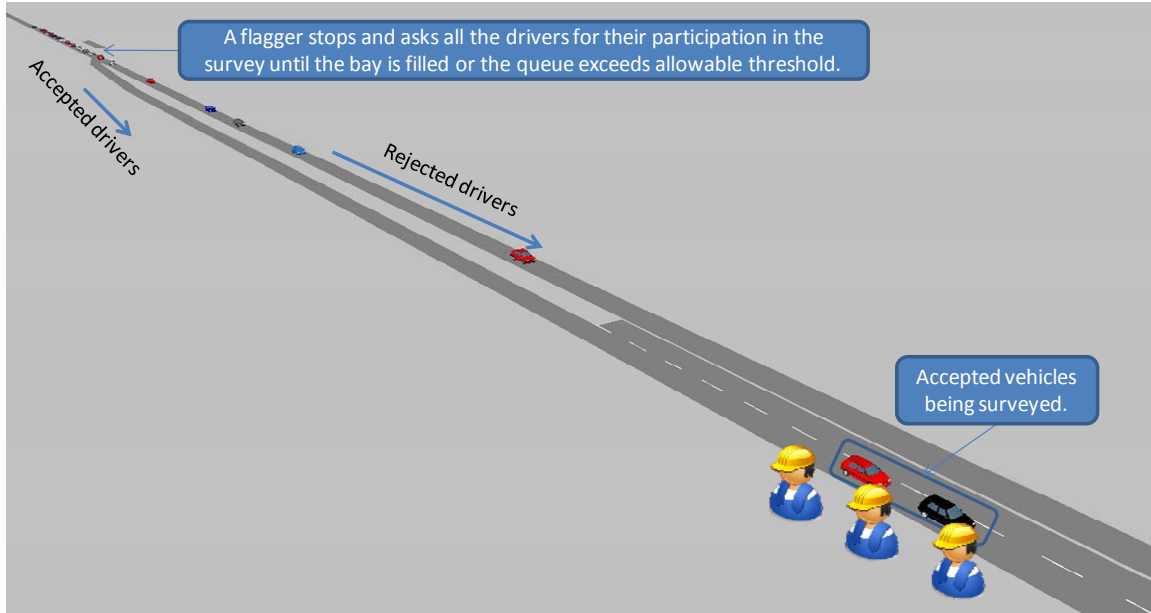 A flagger stops and asks all the drivers for their participation in the
survey until the bay is filled or the queue exceeds allowable threshold.
Accepted drivers
Rejected drivers
Accepted vehicles
being surveyed.